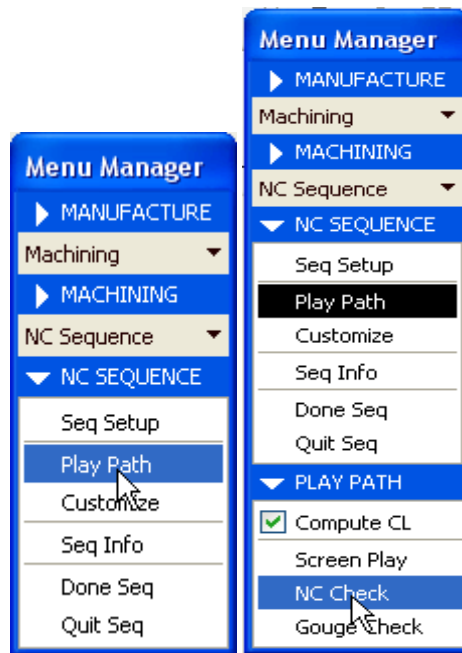 Menu Manager
MANUFACTURE
Machining
MACHINING
NC Sequence
NC SEQUENCE
Seq Setup
Play Path
Customize
Seq Info
Done Seq
Quit Seq
Menu Manager
MANUFACTURE
Machining
MACHINING
NC Sequence
NC SEQUENCE
Seq Setup
Play Path
Customize
Seq Info
Done Seq
Quit Seq
PLAY PATH
Compute CL
Screen Play
NC Check
Gouge Check